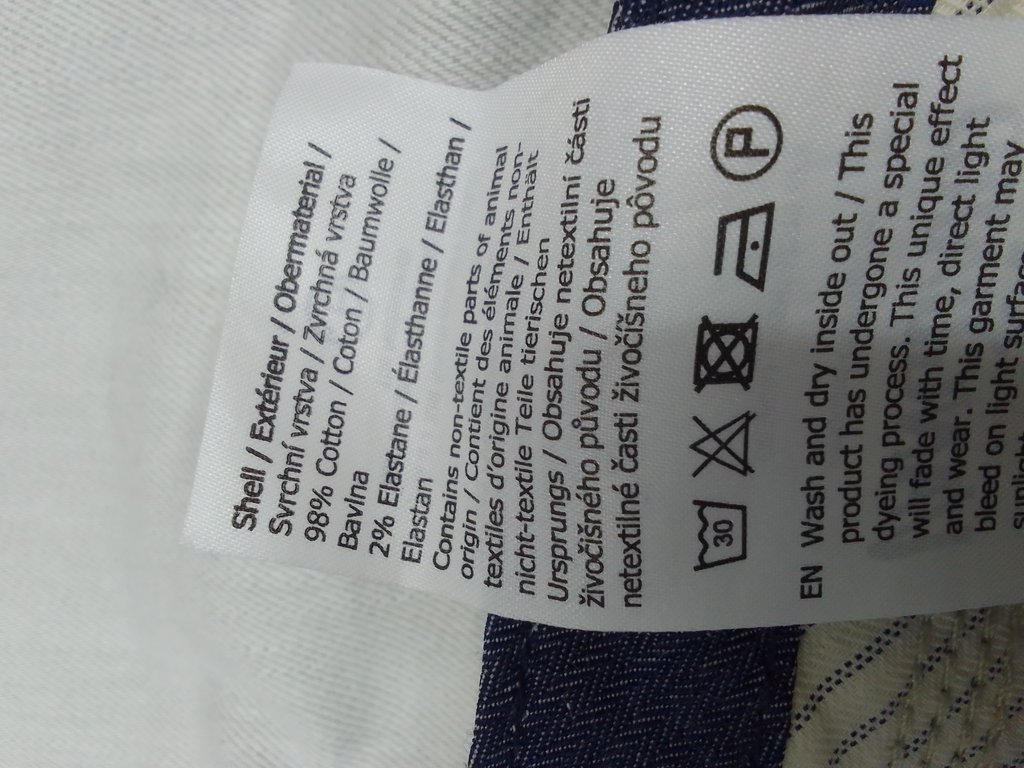 Shell / Extérieur / Obermaterial /
Svrchní vrstva / Zvrchná vrstva
98% Cotton / Coton / Baumwolle /
Bavlna
2% Elastane / Élasthanne / Elasthan /
Elastan
Contains non-textile parts of animal
origin / Contient des éléments non-
textiles d'origine animale / Enthält
nicht-textile Teile tierischen
Ursprungs / Obsahuje netextilní části
živočišného původu / Obsahuje
netextilné časti živočíšneho pôvodu
30 P
EN Wash and dry inside out / This
product has undergone a special
dyeing process. This unique effect
will fade with time, direct light
and wear. This garment may
bleed on light surfaces